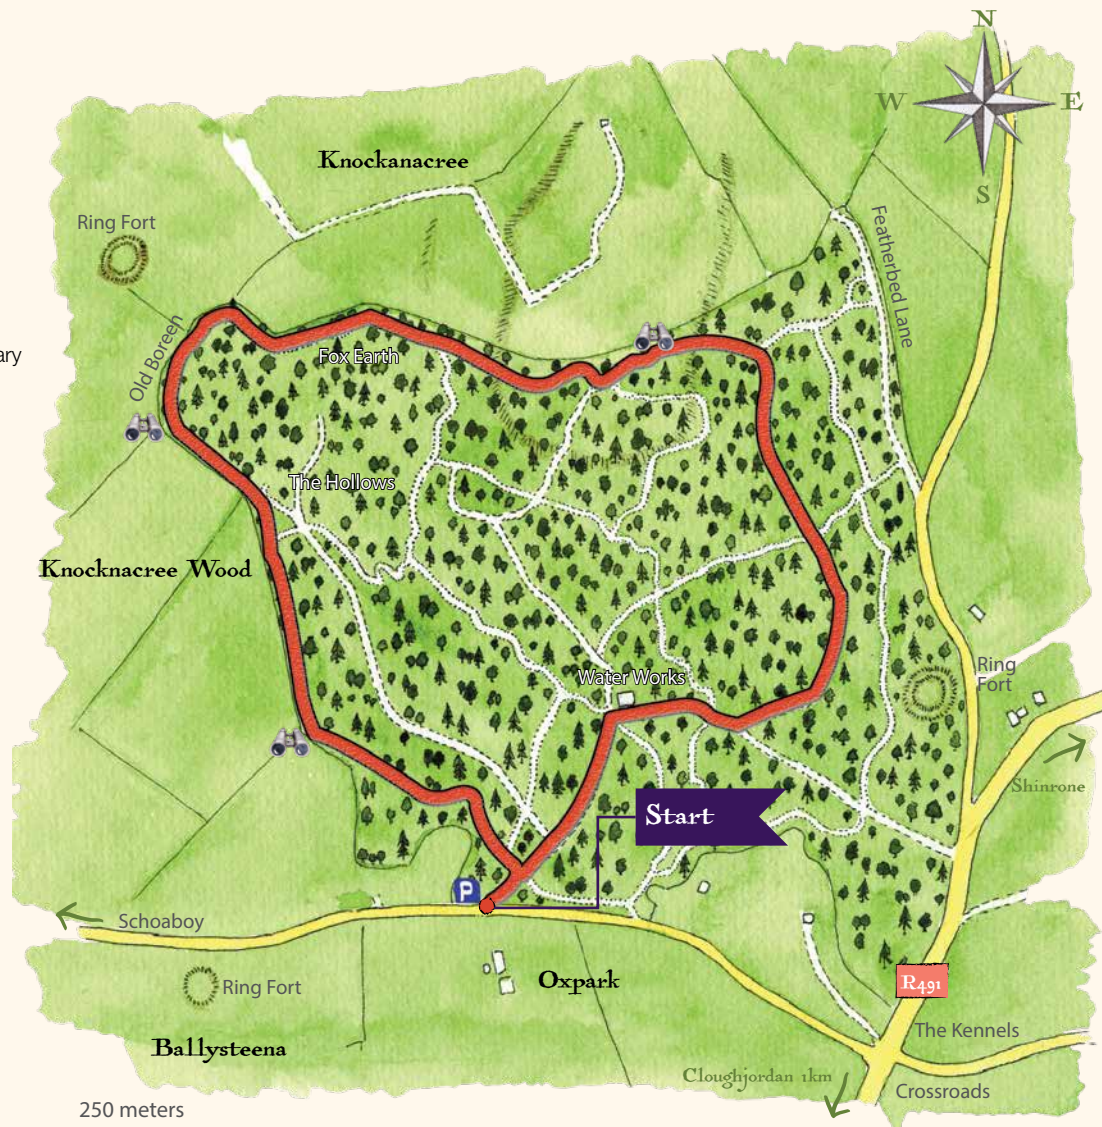 N
W
E
S
Knockanacree
Ring Fort
Featherbed Lane
Old Boreen
ary
Fox Earth
The Hollows
Knocknacree Wood
Water Works
Ring
Fort
Shinrone
Start
P
Schoaboy
Ring Fort
Oxpark
R491
The Kennels
Ballysteena
Cloughjordan 1km
Crossroads
250 meters